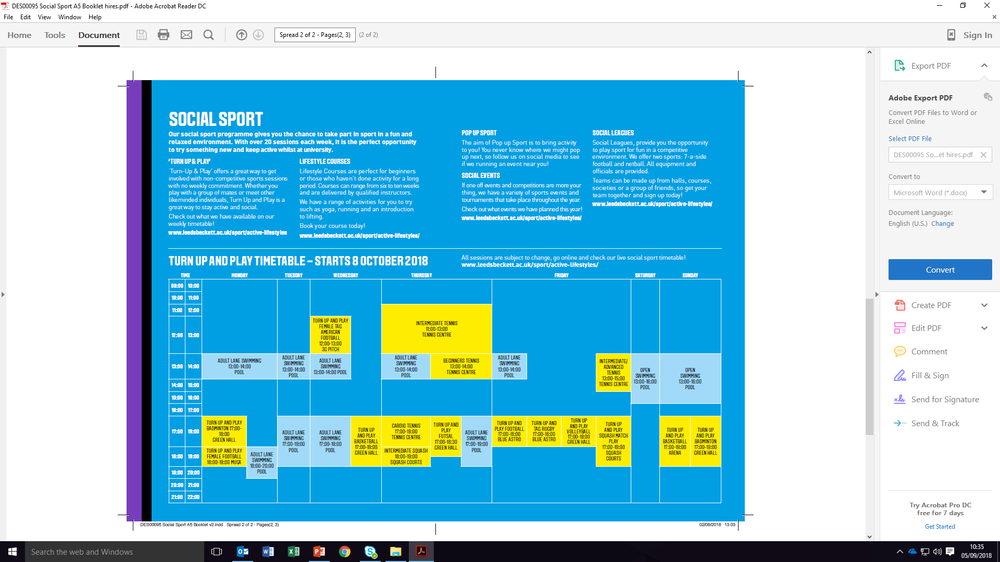 DES00095 Social Sport A5 Booklet hires.pdf - Adobe Acrobat Reader DC
File Edit View Window Help
Home Tools Document Spread 2 of 2 - Pages(2, 3) (2 of 2) Sign In
SOCIAL SPORT
Our social sport programme gives you the chance to take part in sport in a fun and
relaxed environment. With over 20 sessions each week, it is the perfect opportunity
to try something new and keep active whilst at university.
'TURN UP & PLAY'
'Turn-Up & Play' offers a great way to get
involved with non-competitive sports sessions
with no weekly commitment. Whether you
play with a group of mates or meet other
likeminded individuals, Turn Up and Play is a
great way to stay active and social.
Check out what we have available on our
weekly timetable!
www.leedsbeckett.ac.uk/sport/active-lifestyles
LIFESTYLE COURSES
Lifestyle Courses are perfect for beginners
or those who haven't done activity for a long
period. Courses can range from six to ten weeks
and are delivered by qualified instructors.
We have a range of activities for you to try
such as yoga, running and an introduction
to lifting.
Book your course today!
www.leedsbeckett.ac.uk/sport/active-lifestyles/
POP UP SPORT
The aim of Pop up Sport is to bring activity
to you! You never know where we might pop
up next, so follow us on social media to see
if we running an event near you!
SOCIAL EVENTS
If one off events and competitions are more your
thing, we have a variety of sports events and
tournaments that take place throughout the year.
Check out what events we have planned this year!
www.leedsbeckett.ac.uk/sport/active-lifestyles/
SOCIAL LEAGUES
Social Leagues, provide you the opportunity
to play sport for fun in a competitive
environment. We offer two sports: 7-a-side
football and netball. All equipment and
officials are provided.
Teams can be made up from halls, courses,
societies or a group of friends, so get your
team together and sign up today!
www.leedsbeckett.ac.uk/sport/active-lifestyles/
TURN UP AND PLAY TIMETABLE – STARTS 8 OCTOBER 2018
All sessions are subject to change, go online and check our live social sport timetable!
www.leedsbeckett.ac.uk/sport/active-lifestyles/
TIME MONDAY TUESDAY WEDNESDAY THURSDAY FRIDAY SATURDAY SUNDAY
09:00 10:00
10:00 11:00
11:00 12:00
12:00 13:00
13:00 14:00
14:00 15:00
15:00 16:00
16:00 17:00
17:00 18:00
18:00 19:00
19:00 20:00
20:00 21:00
21:00 22:00
ADULT LANE SWIMMING
13:00-14:00
POOL
TURN UP AND PLAY
BADMINTON 17:00-
18:00
GREEN HALL
TURN UP AND PLAY
FEMALE FOOTBALL
18:00-19:00 MUGA
ADULT LANE
SWIMMING
18:00-20:00
POOL
ADULT LANE
SWIMMING
13:00-14:00
POOL
ADULT LANE
SWIMMING
17:00-19:00
POOL
TURN UP AND PLAY
FEMALE TAG
AMERICAN
FOOTBALL
12:00-13:00
3G PITCH
ADULT LANE
SWIMMING
13:00-14:00 POOL
ADULT LANE
SWIMMING
17:00-19:00
POOL
TURN UP
AND PLAY
BASKETBALL
17:00-19:00
GREEN HALL
INTERMEDIATE TENNIS
11:00-13:00
TENNIS CENTRE
ADULT LANE
SWIMMING
13:00-14:00
POOL
BEGINNERS TENNIS
13:00-14:00
TENNIS CENTRE
CARDIO TENNIS
17:00-18:00
TENNIS CENTRE
INTERMEDIATE SQUASH
18:00-19:00
SQUASH COURTS
TURN UP AND
PLAY
FUTSAL
17:00-18:30
GREEN HALL
ADULT LANE
SWIMMING
17:00-19:00
POOL
ADULT LANE
SWIMMING
13:00-14:00
POOL
INTERMEDIATE/
ADVANCED
TENNIS
13:00-15:00
TENNIS CENTRE
TURN UP AND
PLAY FOOTBALL
17:00-18:00
BLUE ASTRO
TURN UP AND
TAG RUGBY
17:00-18:00
BLUE ASTRO
TURN UP
AND PLAY
VOLLEYBALL
17:00-18:00
GREEN HALL
TURN UP
AND PLAY
SQUASH MATCH
PLAY
17:00-19:00
SQUASH
COURTS
OPEN
SWIMMING
13:00-16:00
POOL
OPEN
SWIMMING
13:00-16:00
POOL
TURN UP
AND PLAY
BASKETBALL
17:00-19:00
ARENA
TURN UP
AND PLAY
BADMINTON
17:00-19:00
GREEN HALL
DES00095 Social Sport A5 Booklet v2.indd Spread 2 of 2 - Pages(2, 3)
02/08/2018 13:03
Export PDF
Adobe Export PDF
Convert PDF Files to Word or
Excel Online
Select PDF File
DES00095 So...et hires.pdf
Convert to
Microsoft Word (*.docx)
Document Language:
English (U.S.) Change
Convert
Create PDF
Edit PDF
Comment
Fill & Sign
Send for Signature
Send & Track
Try Acrobat Pro DC
free for 7 days
Get Started
Search the web and Windows
10:35
05/09/2018